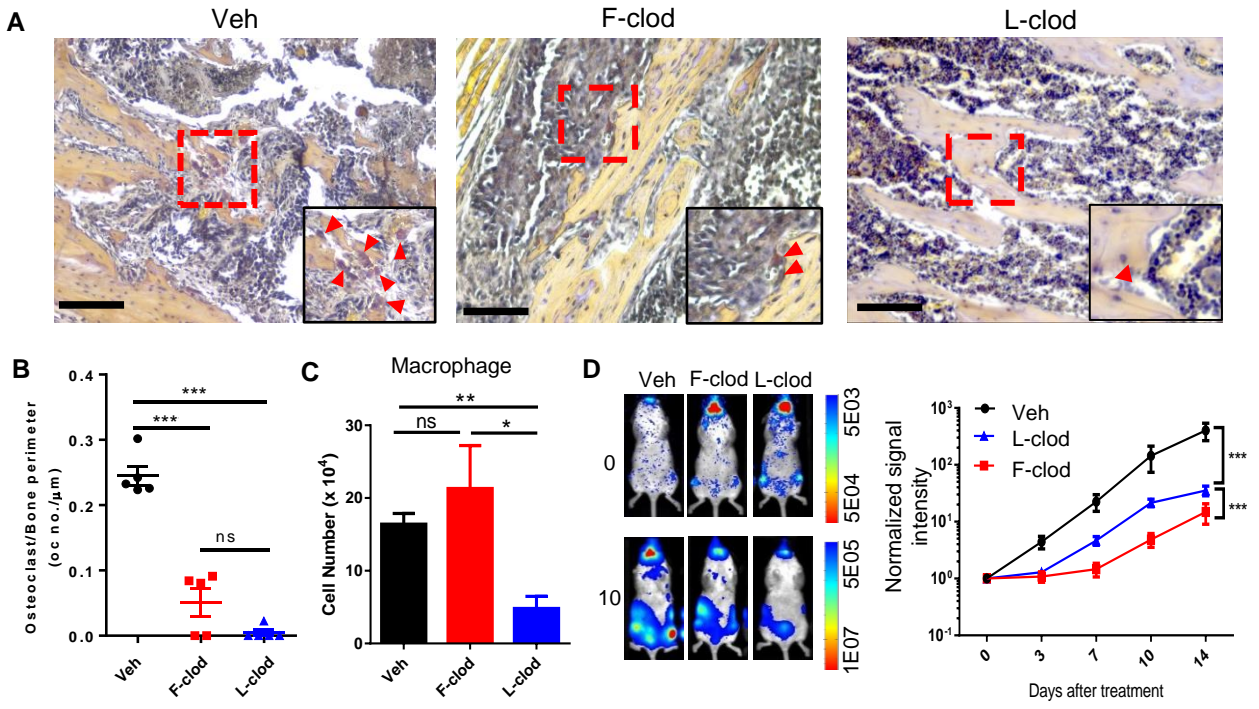 A
Veh
F-clod
L-clod
B
Osteoclast/Bone perimeter
(oc no./μm)
0.4
0.3
0.2
0.1
0.0
***
***
ns
Veh
F-clod
L-clod
C
Macrophage
Cell Number (x 10⁴)
30
20
10
0
**
ns
*
Veh
F-clod
L-clod
D
Veh
F-clod
L-clod
0
10
5E03
5E04
5E05
1E07
Normalized signal
intensity
10³
10²
10¹
10⁰
10⁻¹
Veh
L-clod
F-clod
***
***
0
3
7
10
14
Days after treatment